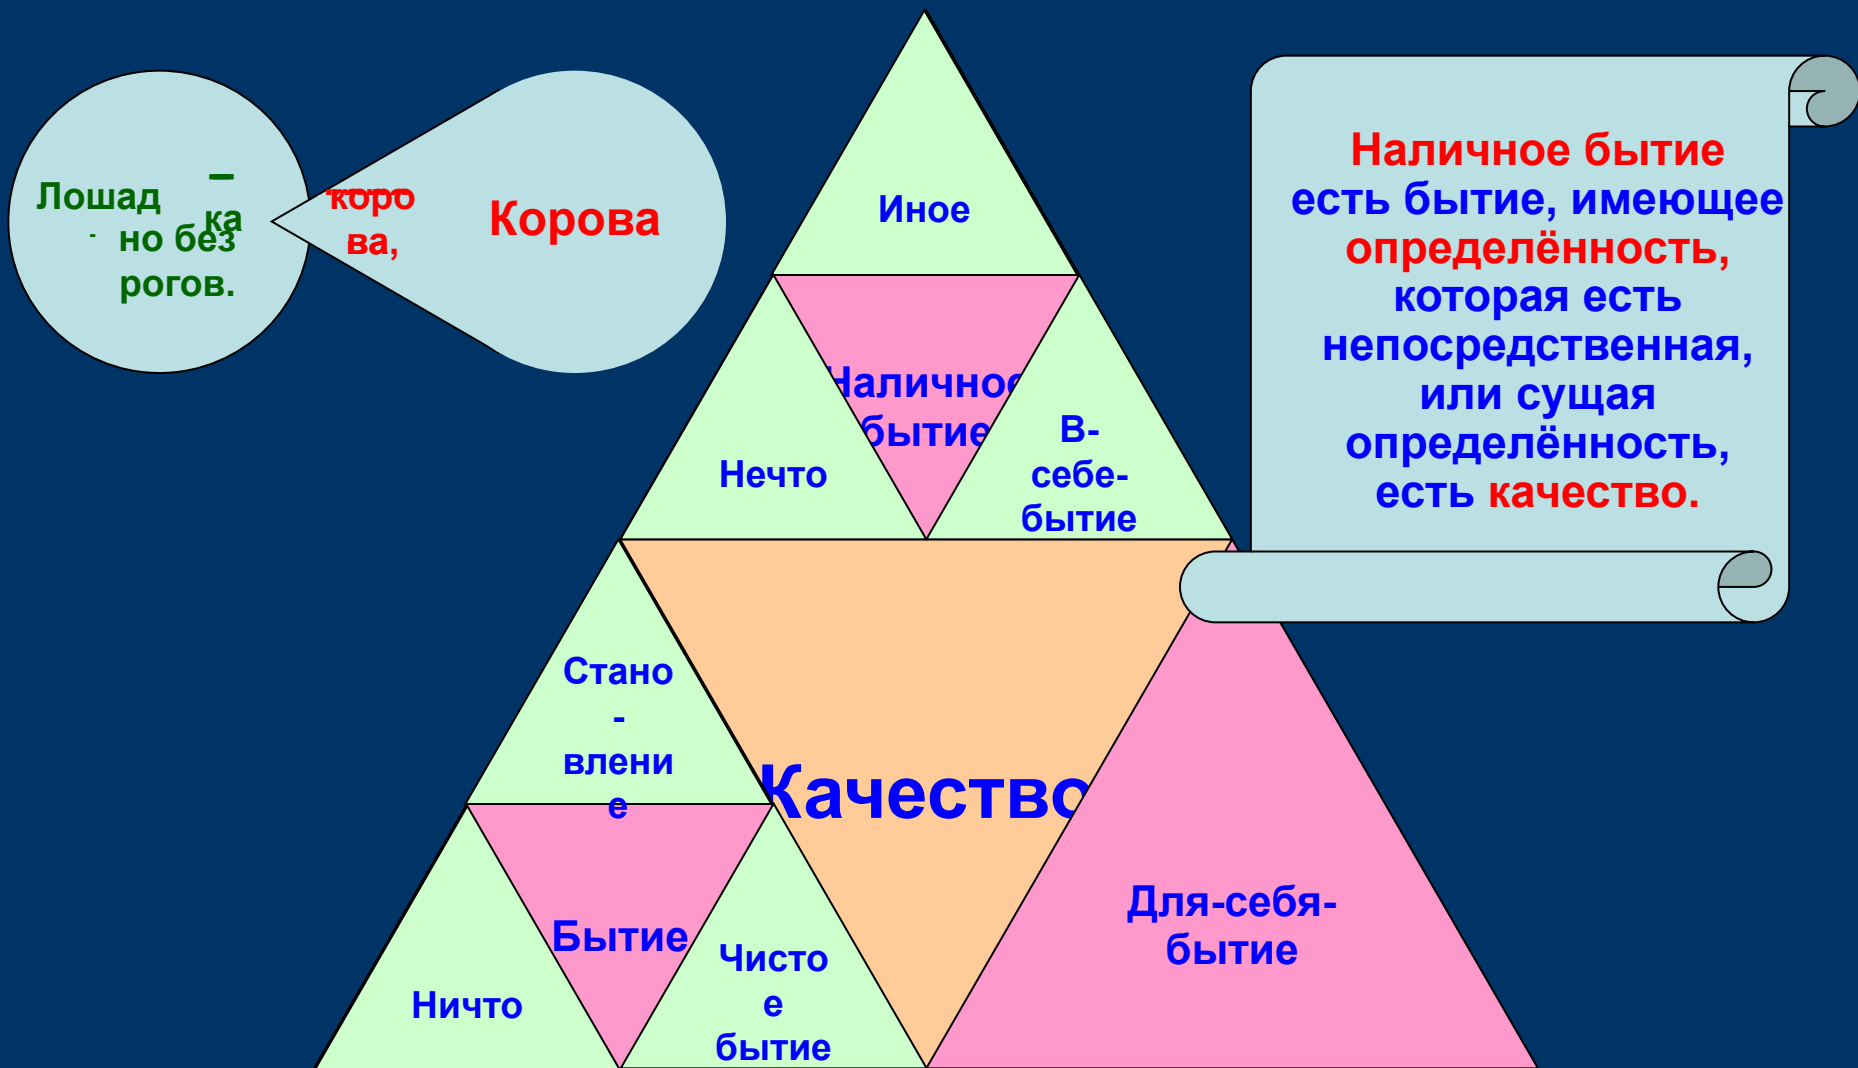 Лошад
-
–
ка
но без
рогов.
коро
ва,
Корова
Иное
Наличное
бытие
Нечто
В-
себе-
бытие
Стано
-
влени
е
Качество
Бытие
Ничто
Чисто
е
бытие
Для-себя-
бытие
Наличное бытие
есть бытие, имеющее
определённость,
которая есть
непосредственная,
или сущая
определённость,
есть качество.